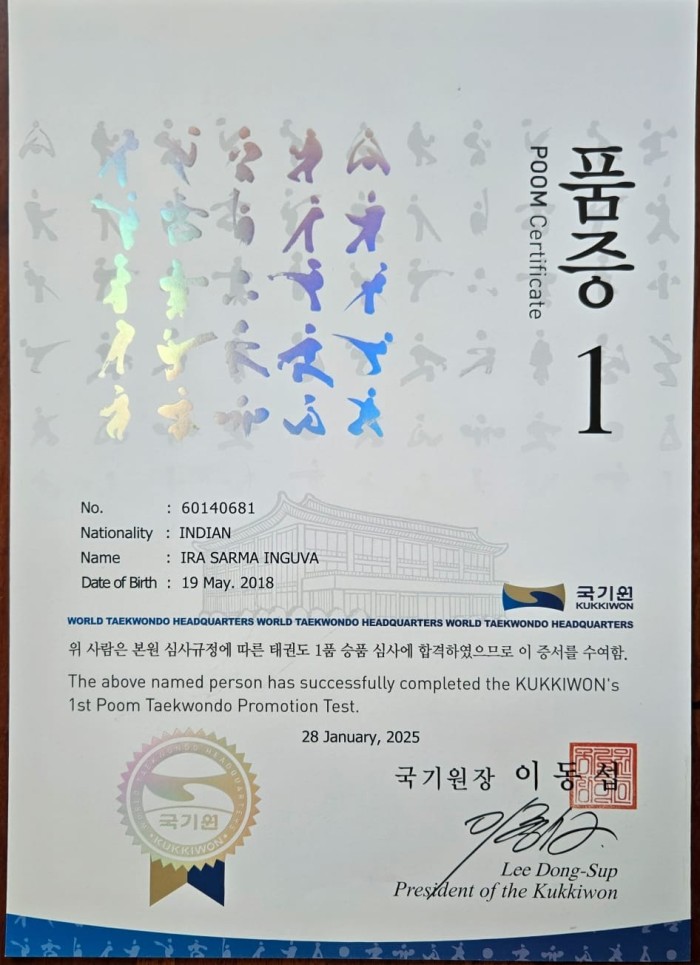 품증 1
POOM Certificate
No. : 60140681
Nationality : INDIAN
Name : IRA SARMA INGUVA
Date of Birth : 19 May. 2018
국기원
KUKKIWON
WORLD TAEKWONDO HEADQUARTERS WORLD TAEKWONDO HEADQUARTERS WORLD TAEKWONDO HEADQUARTERS
위 사람은 본원 심사규정에 따른 태권도 1품 승품 심사에 합격하였으므로 이 증서를 수여함.
The above named person has successfully completed the KUKKIWON's
1st Poom Taekwondo Promotion Test.
28 January, 2025
국기원장 이동섭
WORLD TAEKWONDO HEADQUARTERS
국기원
KUKKIWON
Lee Dong-Sup
President of the Kukkiwon